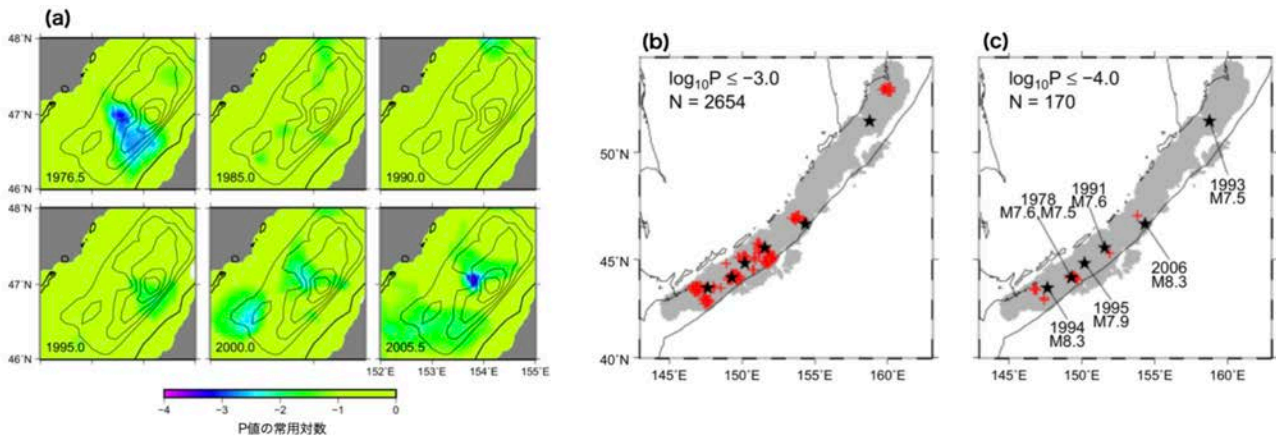 (a)
48˚N
47˚N
46˚N
1976.5
1985.0
1990.0
48˚N
47˚N
46˚N
1995.0
2000.0
2005.5
152˚E
153˚E
154˚E
155˚E
−4
−3
−2
−1
0
P値の常用対数
(b)
log₁₀P ≤ −3.0
N = 2654
50˚N
45˚N
40˚N
145˚E
150˚E
155˚E
160˚E
(c)
log₁₀P ≤ −4.0
N = 170
1993
M7.5
1991
M7.6
1978
M7.6, M7.5
2006
M8.3
1995
M7.9
1994
M8.3
50˚N
45˚N
40˚N
145˚E
150˚E
155˚E
160˚E